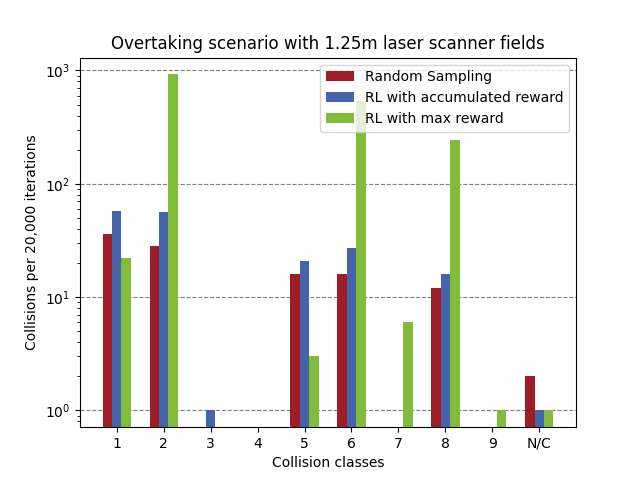 Overtaking scenario with 1.25m laser scanner fields
Random Sampling
RL with accumulated reward
RL with max reward
Collisions per 20,000 iterations
10³
10²
10¹
10⁰
1 2 3 4 5 6 7 8 9 N/C
Collision classes